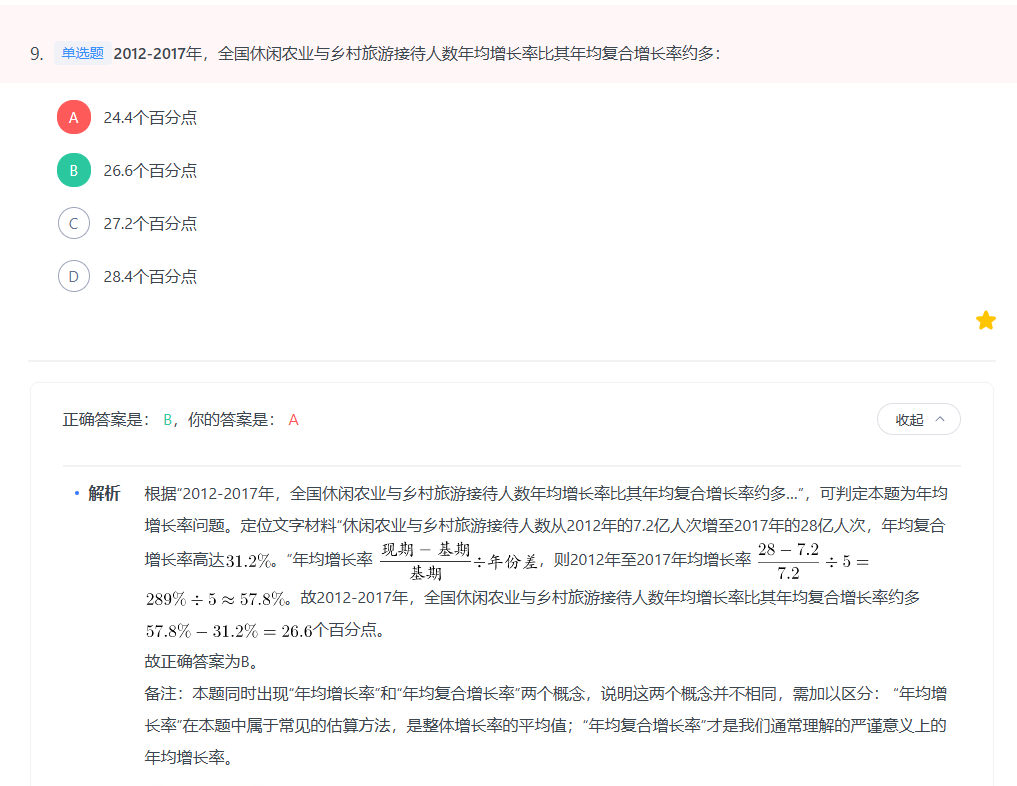 9. 单选题 2012-2017年，全国休闲农业与乡村旅游接待人数年均增长率比其年均复合增长率约多：
A 24.4个百分点
B 26.6个百分点
C 27.2个百分点
D 28.4个百分点
正确答案是： B， 你的答案是： A
收起
解析 根据“2012-2017年，全国休闲农业与乡村旅游接待人数年均增长率比其年均复合增长率约多...”，可判定本题为年均
增长率问题。定位文字材料“休闲农业与乡村旅游接待人数从2012年的7.2亿人次增至2017年的28亿人次，年均复合
增长率高达31.2%。“年均增长率 (现期 − 基期)/基期 ÷年份差，则2012年至2017年均增长率 (28 − 7.2)/7.2 ÷ 5 =
289% ÷ 5 ≈ 57.8%。故2012-2017年，全国休闲农业与乡村旅游接待人数年均增长率比其年均复合增长率约多
57.8% − 31.2% = 26.6个百分点。
故正确答案为B。
备注：本题同时出现“年均增长率”和“年均复合增长率”两个概念，说明这两个概念并不相同，需加以区分：“年均增
长率”在本题中属于常见的估算方法，是整体增长率的平均值；“年均复合增长率”才是我们通常理解的严谨意义上的
年均增长率。